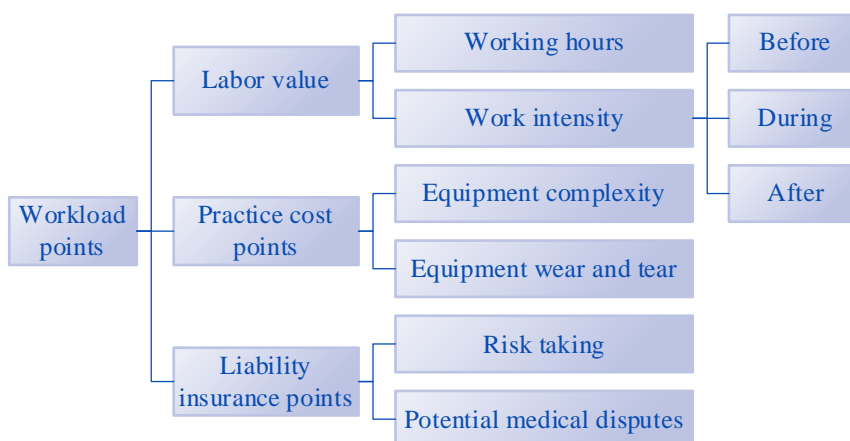 Workload
points
Labor value
Practice cost
points
Liability
insurance points
Working hours
Work intensity
Equipment complexity
Equipment wear and tear
Risk taking
Potential medical disputes
Before
During
After